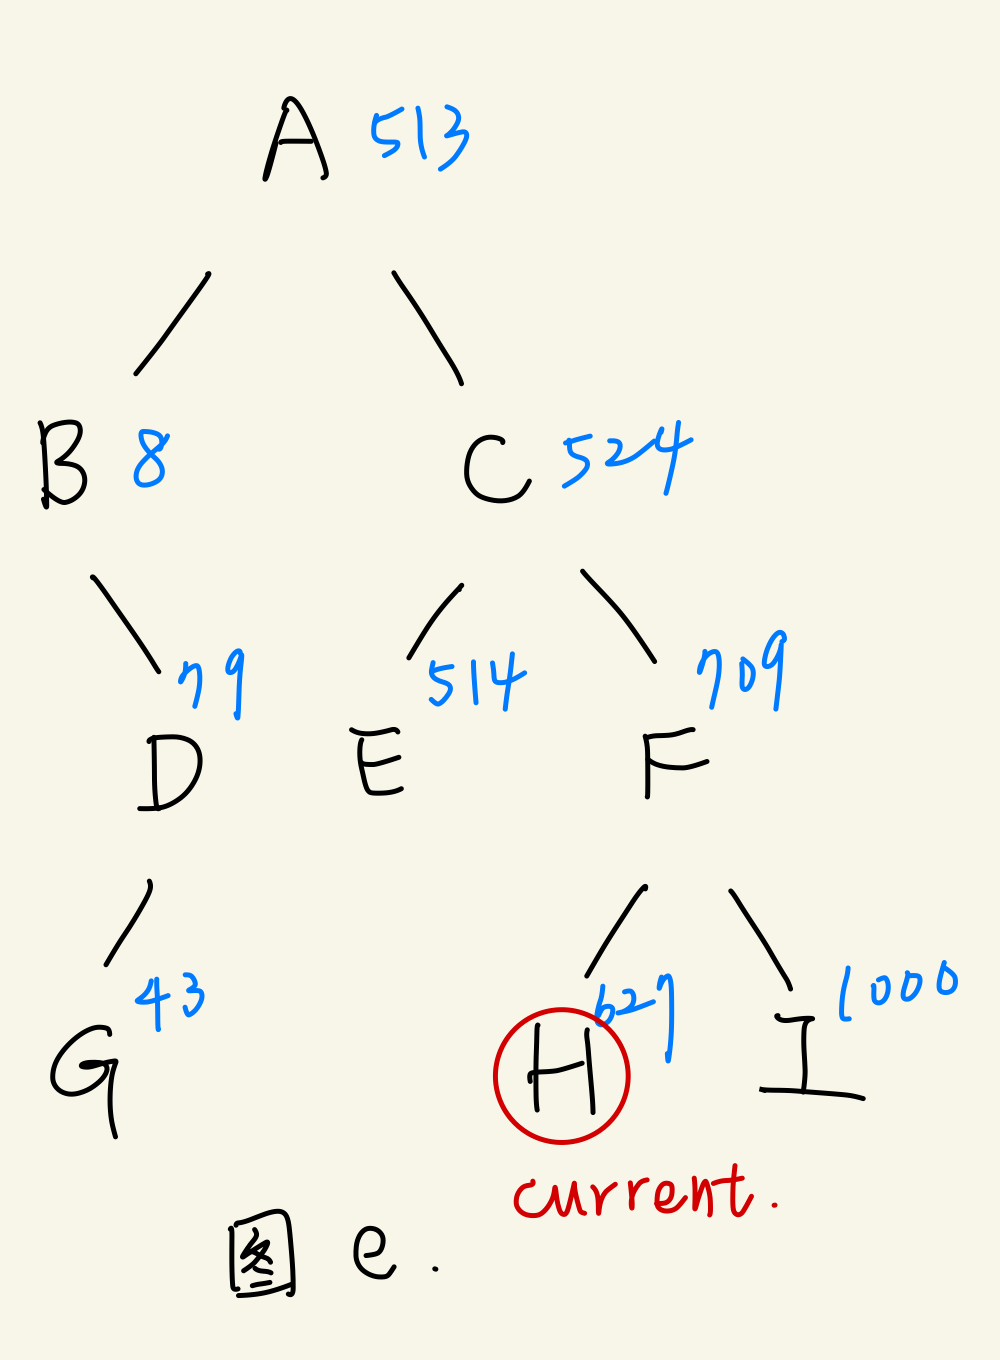 A 513
B 8 C 524
79 514 709
D E F
43 627 1000
G H I
current.
图 e.